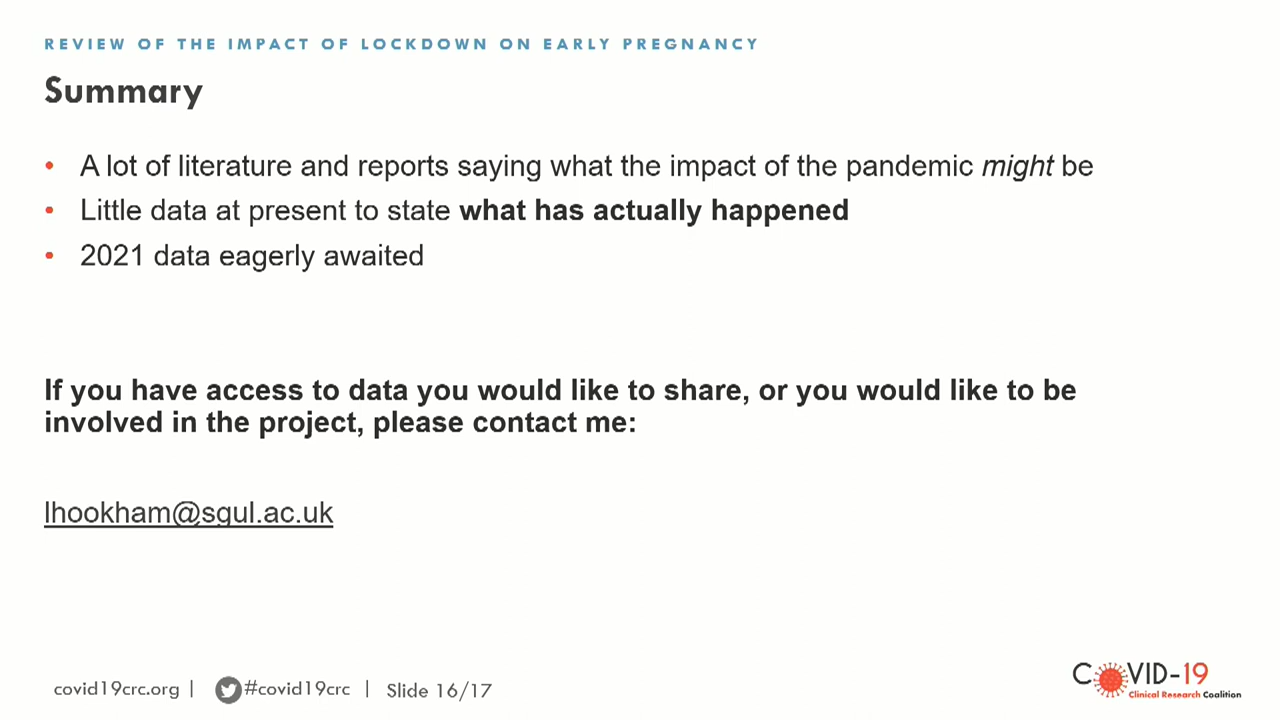 REVIEW OF THE IMPACT OF LOCKDOWN ON EARLY PREGNANCY
Summary
• A lot of literature and reports saying what the impact of the pandemic might be
• Little data at present to state what has actually happened
• 2021 data eagerly awaited
If you have access to data you would like to share, or you would like to be
involved in the project, please contact me:
lhookham@sgul.ac.uk
covid19crc.org | #covid19crc | Slide 16/17
COVID-19
Clinical Research Coalition